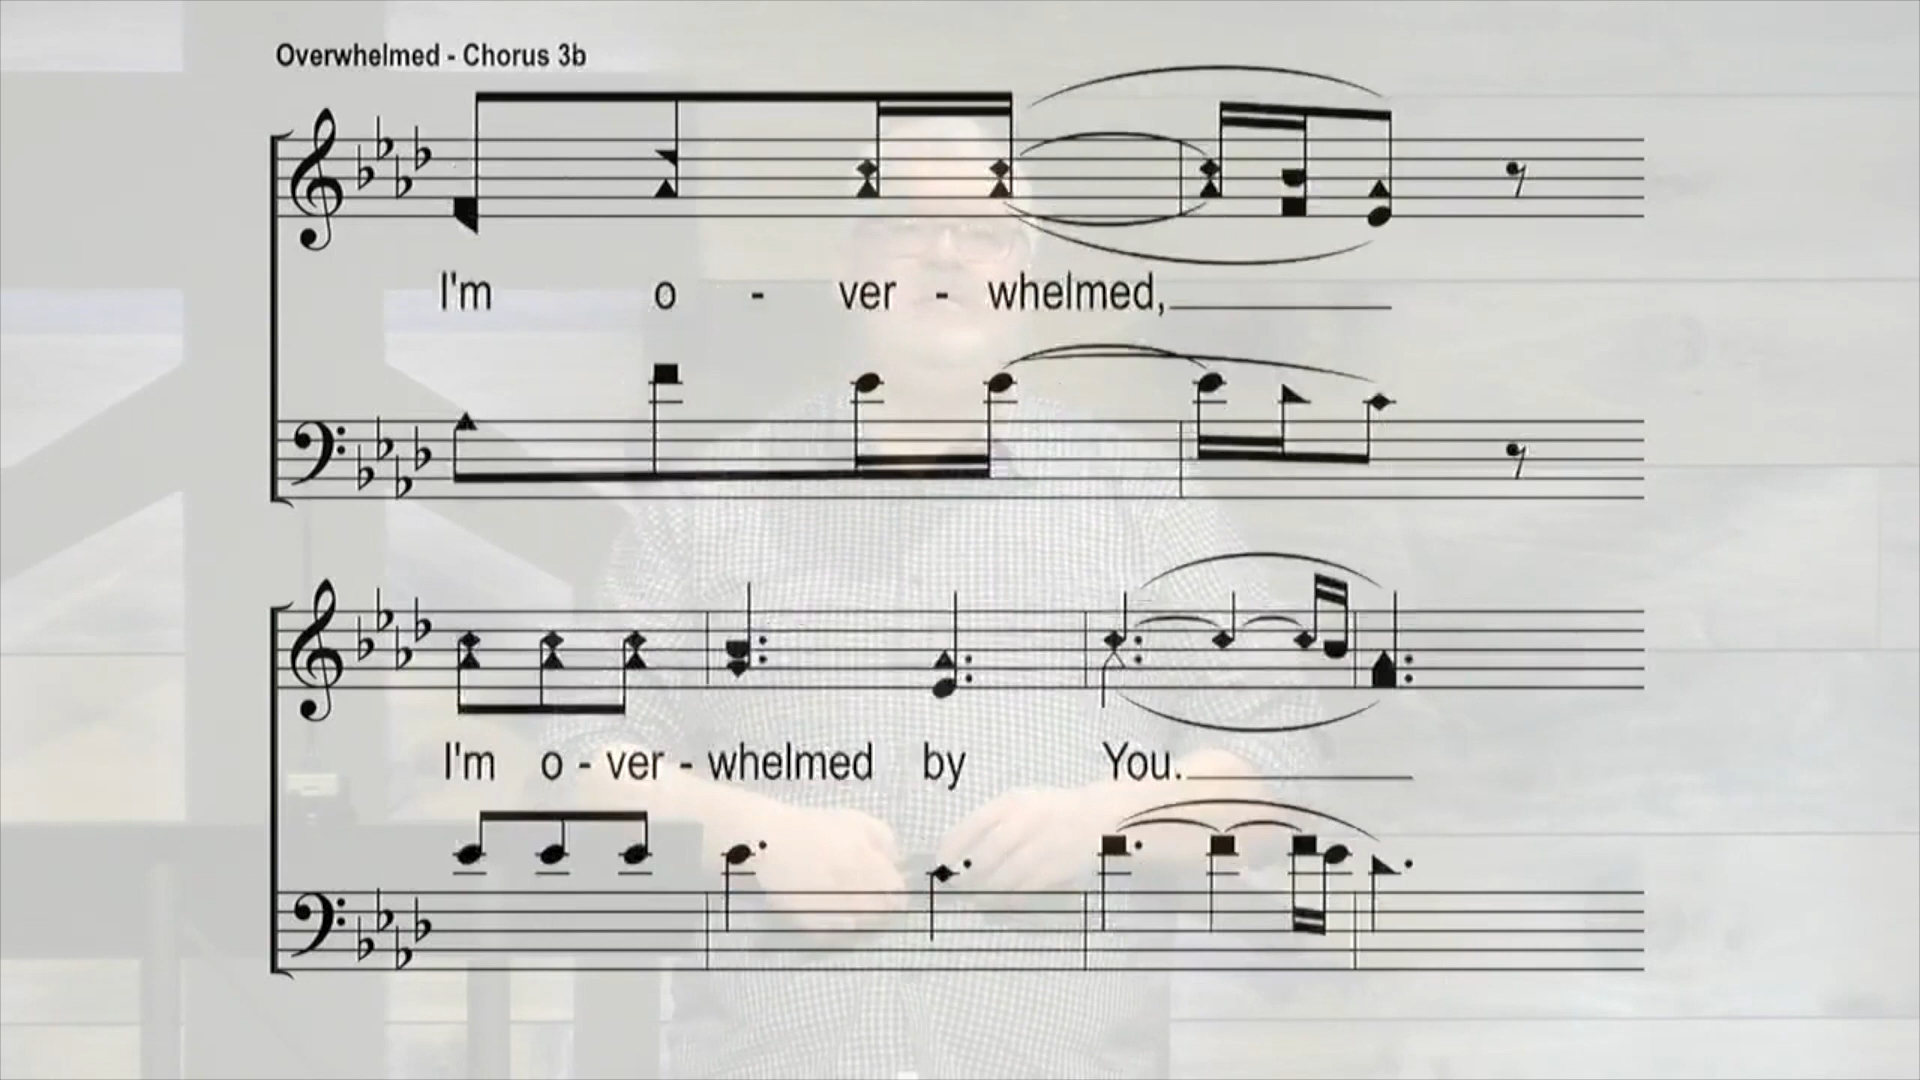 Overwhelmed - Chorus 3b
I'm o - ver - whelmed,
I'm o - ver - whelmed by You.